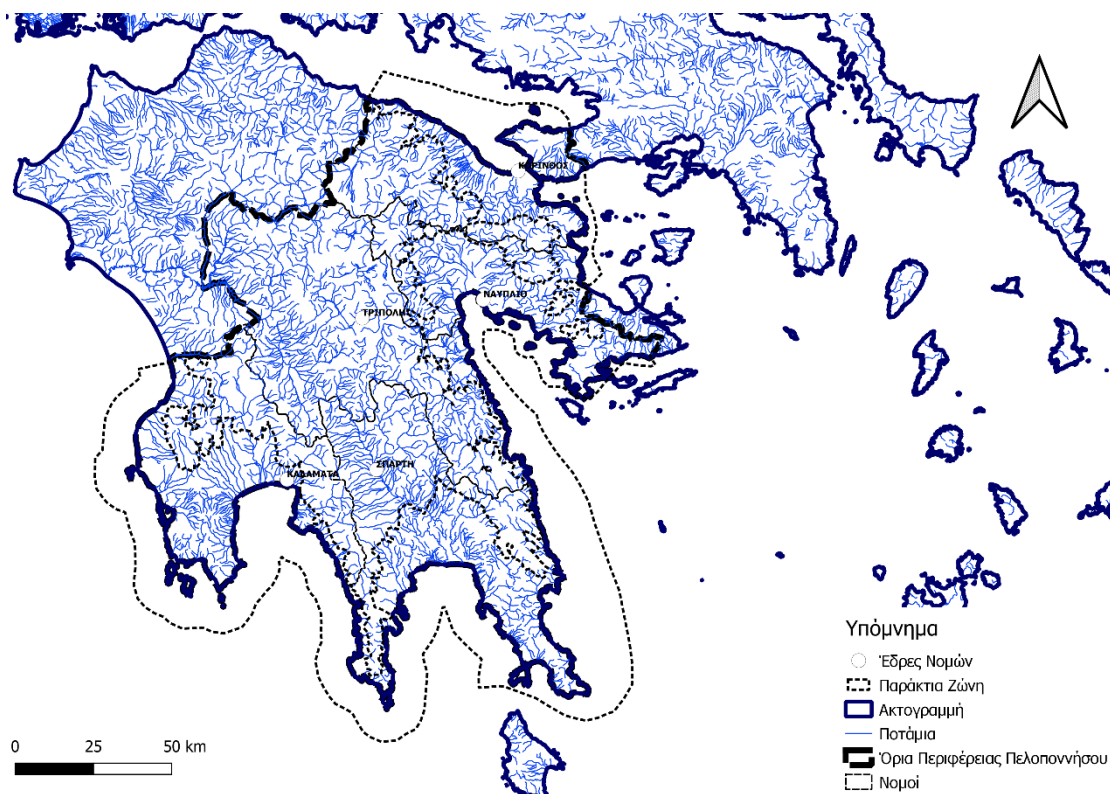 ΚΟΡΙΝΘΟΣ
ΝΑΥΠΛΙΟ
ΤΡΙΠΟΛΗ
ΣΠΑΡΤΗ
ΚΑΛΑΜΑΤΑ
Υπόμνημα
Έδρες Νομών
Παράκτια Ζώνη
Ακτογραμμή
Ποτάμια
Όρια Περιφέρειας Πελοποννήσου
Νομοί
0 25 50 km